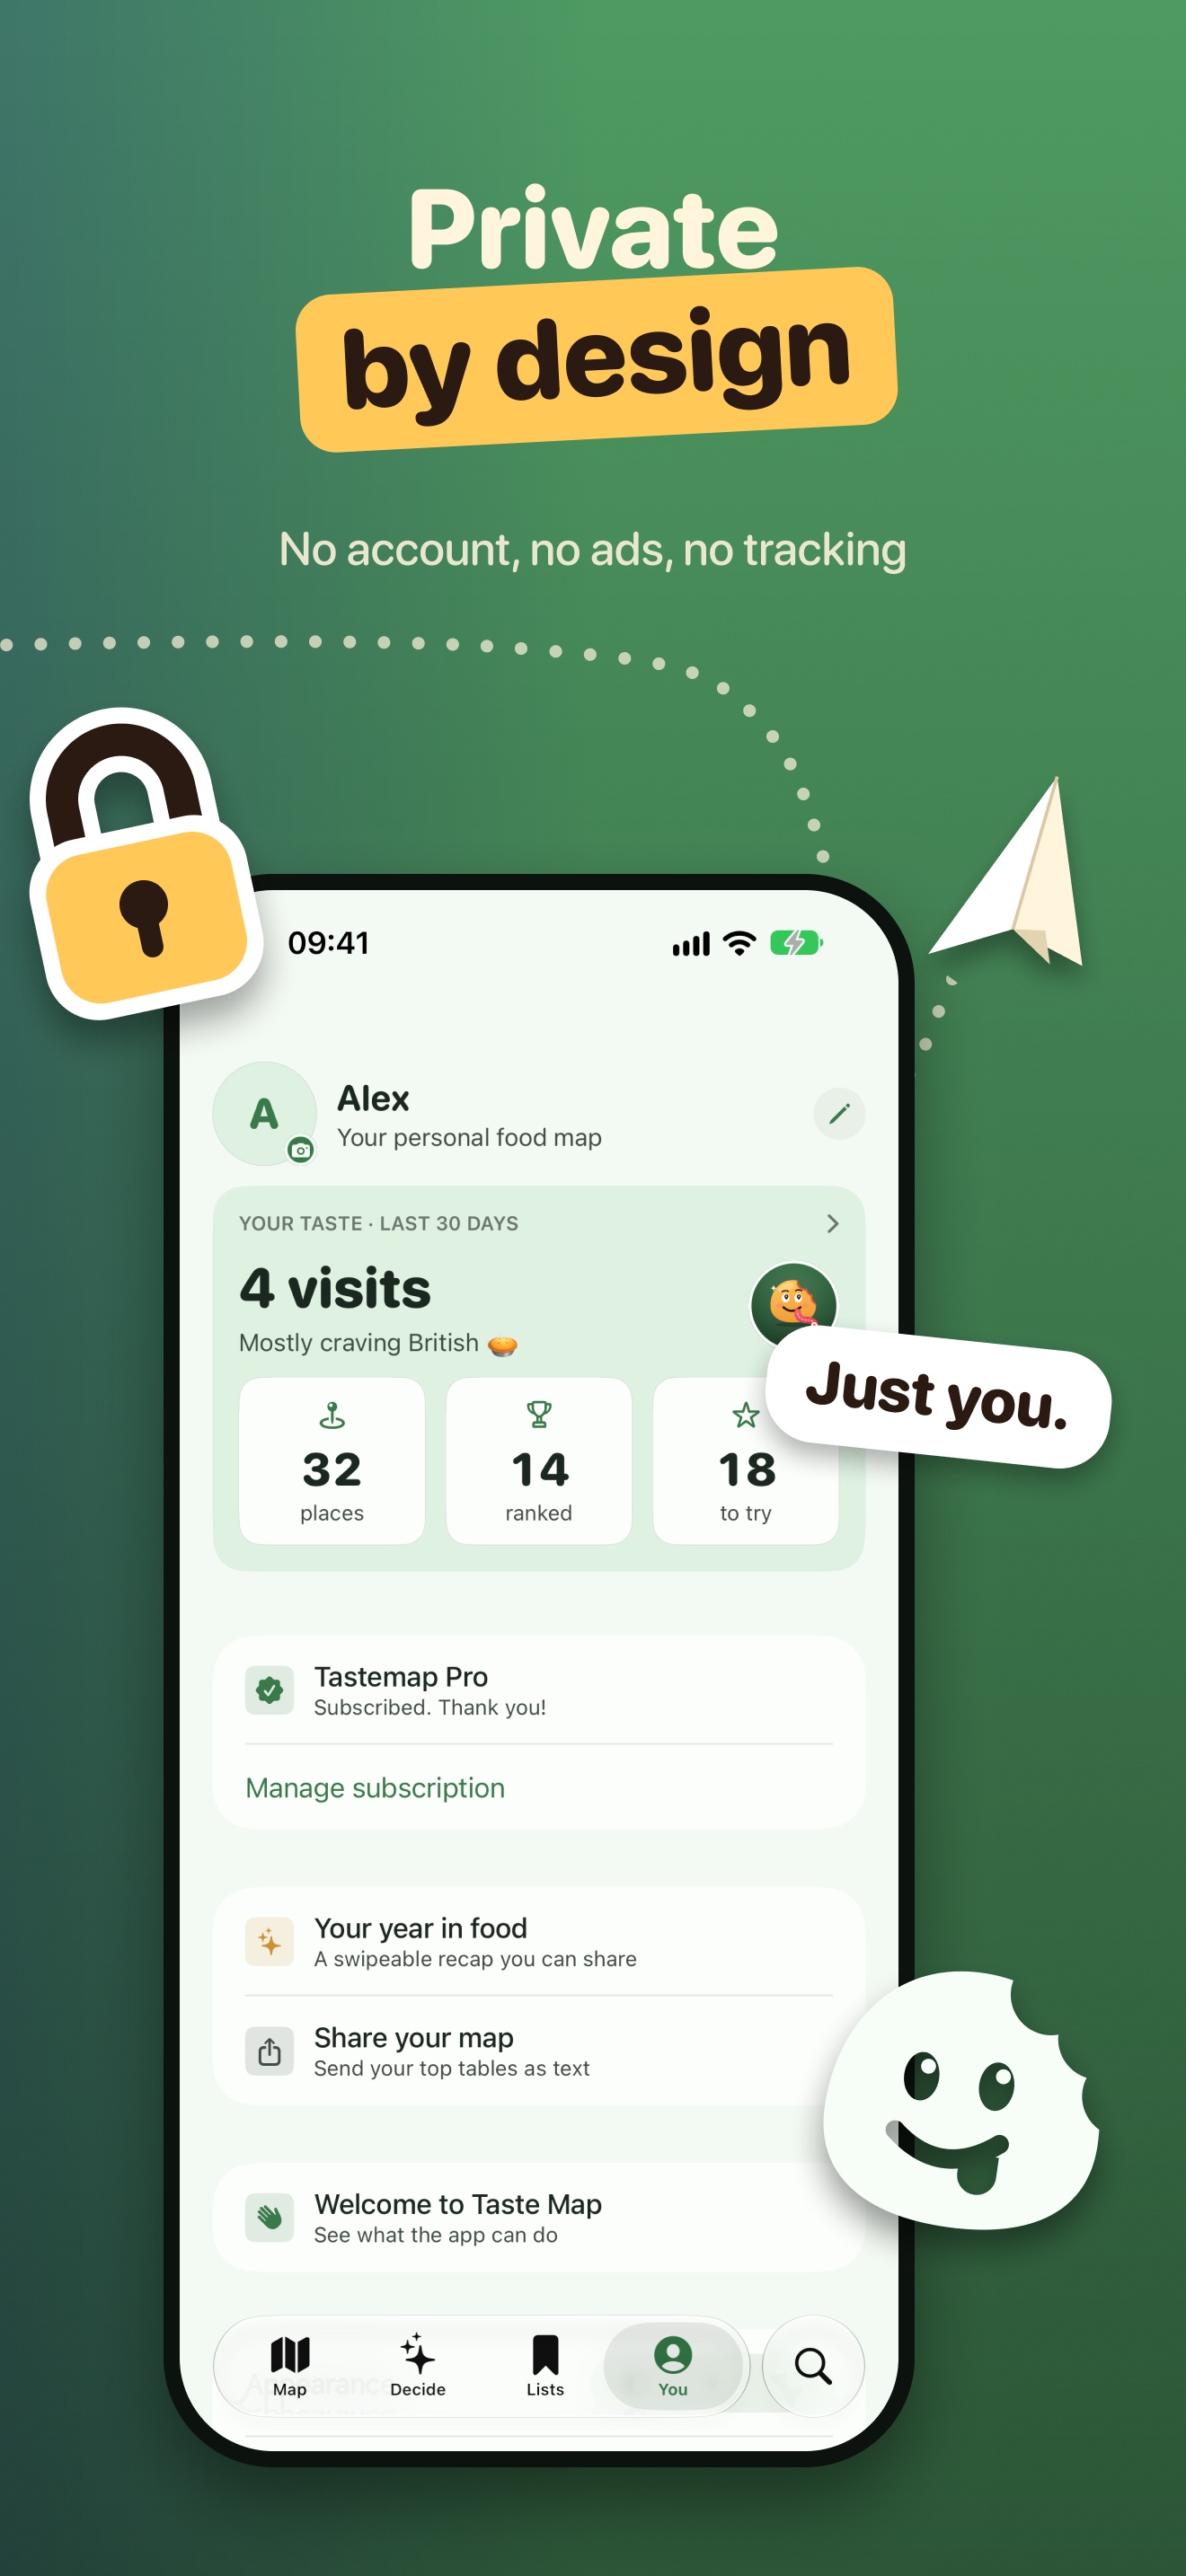 Private
by design
No account, no ads, no tracking
09:41
A
Alex
Your personal food map
YOUR TASTE · LAST 30 DAYS
4 visits
Mostly craving British
Just you.
32
places
14
ranked
18
to try
Tastemap Pro
Subscribed. Thank you!
Manage subscription
Your year in food
A swipeable recap you can share
Share your map
Send your top tables as text
Welcome to Taste Map
See what the app can do
Appearance
Map
Decide
Lists
You